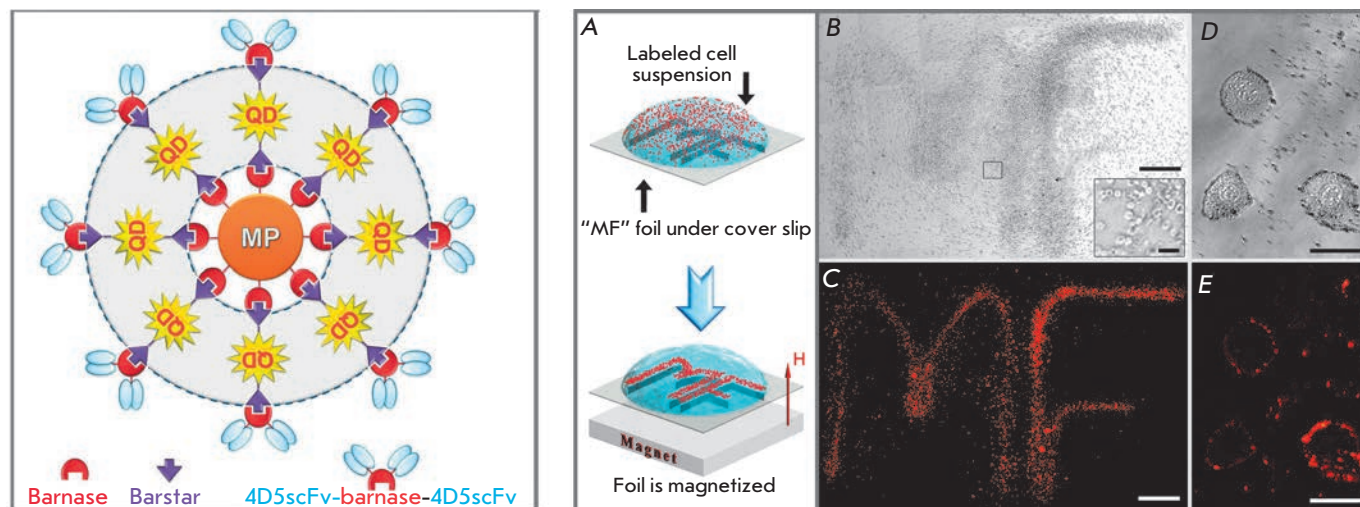 QD
QD
QD
QD
MP
QD
QD
QD
QD
Barnase
Barstar
4D5scFv-barnase-4D5scFv
A
Labeled cell
suspension
"MF" foil under cover slip
H
Magnet
Foil is magnetized
B
C
D
E